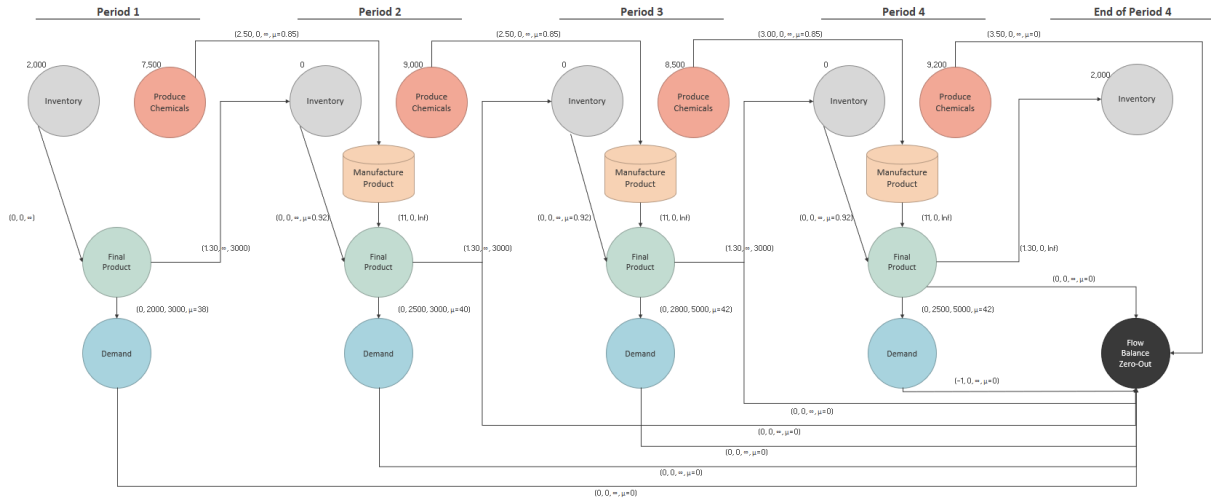 Period 1
Period 2
Period 3
Period 4
End of Period 4
(2.50, 0, ∞, μ=0.85)
(2.50, 0, ∞, μ=0.85)
(3.00, 0, ∞, μ=0.85)
(3.50, 0, ∞, μ=0)
2,000
7,500
0
9,000
0
8,500
0
9,200
2,000
Inventory
Produce
Chemicals
Inventory
Produce
Chemicals
Inventory
Produce
Chemicals
Inventory
Produce
Chemicals
Inventory
Manufacture
Product
Manufacture
Product
Manufacture
Product
(0, 0, ∞)
(0, 0, ∞, μ=0.92)
(11, 0, Inf)
(0, 0, ∞, μ=0.92)
(11, 0, Inf)
(0, 0, ∞, μ=0.92)
(11, 0, Inf)
Final
Product
(1.30, ∞, 3000)
Final
Product
(1.30, ∞, 3000)
Final
Product
(1.30, ∞, 3000)
Final
Product
(1.30, 0, Inf)
(0, 0, ∞, μ=0)
(0, 2000, 3000, μ=38)
(0, 2500, 3000, μ=40)
(0, 2800, 5000, μ=42)
(0, 2500, 5000, μ=42)
Demand
Demand
Demand
Demand
Flow
Balance
Zero-Out
(-1, 0, ∞, μ=0)
(0, 0, ∞, μ=0)
(0, 0, ∞, μ=0)
(0, 0, ∞, μ=0)
(0, 0, ∞, μ=0)
(0, 0, ∞, μ=0)